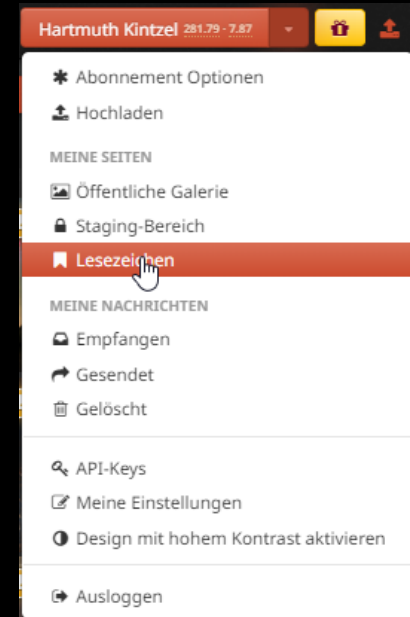 Hartmuth Kintzel 281.79 - 7.87
Abonnement Optionen
Hochladen
MEINE SEITEN
Öffentliche Galerie
Staging-Bereich
Lesezeichen
MEINE NACHRICHTEN
Empfangen
Gesendet
Gelöscht
API-Keys
Meine Einstellungen
Design mit hohem Kontrast aktivieren
Ausloggen